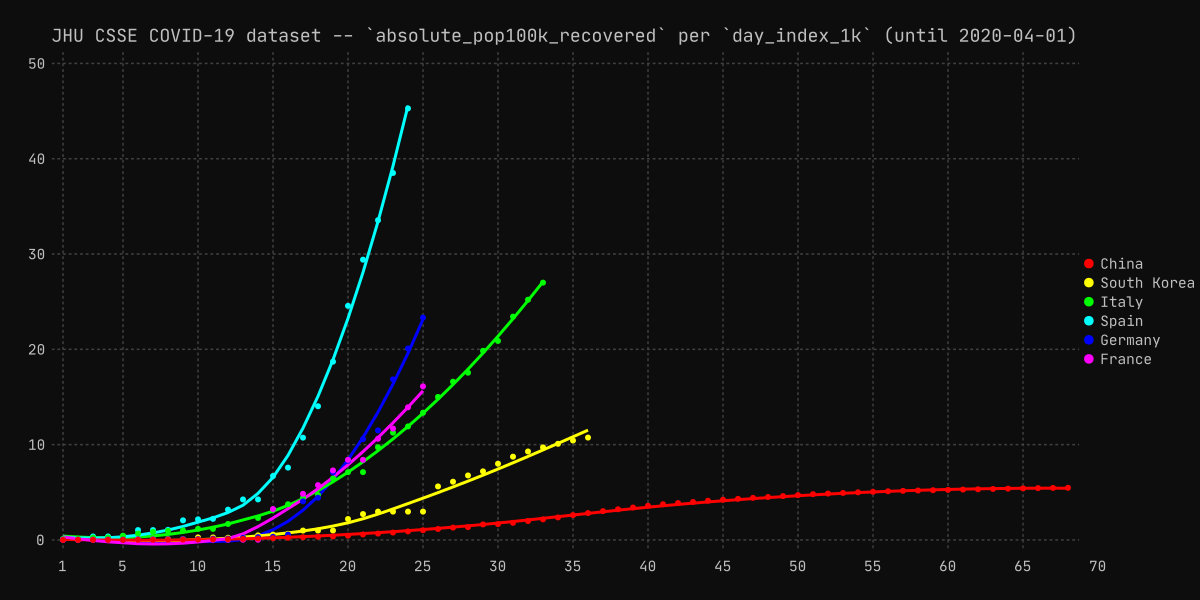 JHU CSSE COVID-19 dataset -- `absolute_pop100k_recovered` per `day_index_1k` (until 2020-04-01)
50
40
30
20
10
0
1 5 10 15 20 25 30 35 40 45 50 55 60 65 70
China
South Korea
Italy
Spain
Germany
France